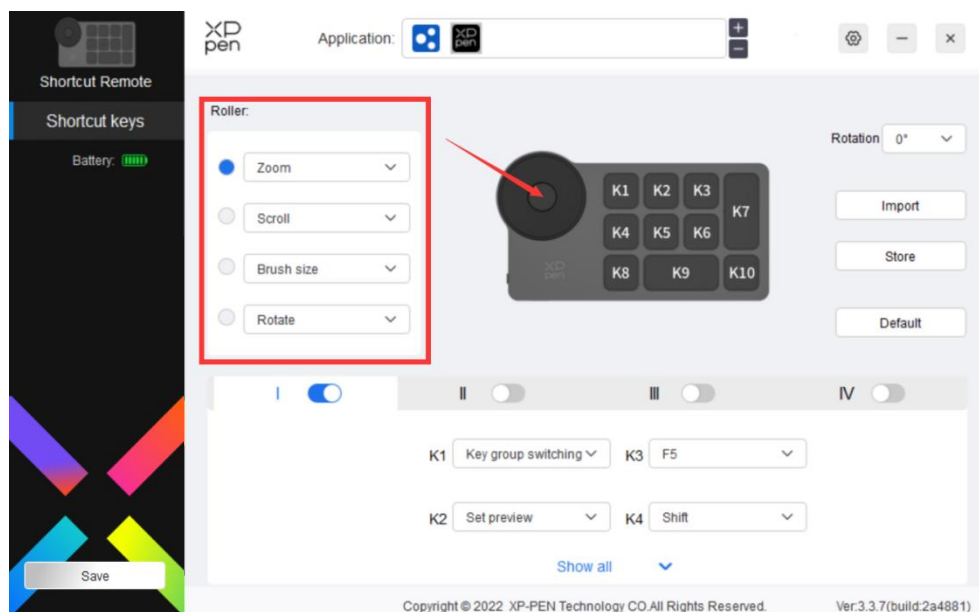 XP
pen
Application:
XP
pen
+
−
Shortcut Remote
Shortcut keys
Battery:
Roller:
Zoom
Scroll
Brush size
Rotate
K1 K2 K3
K7
K4 K5 K6
K8 K9 K10
XP
pen
Rotation 0°
Import
Store
Default
I II III IV
K1 Key group switching K3 F5
K2 Set preview K4 Shift
Show all
Save
Copyright © 2022 XP-PEN Technology CO.All Rights Reserved. Ver:3.3.7(build:2a4881)